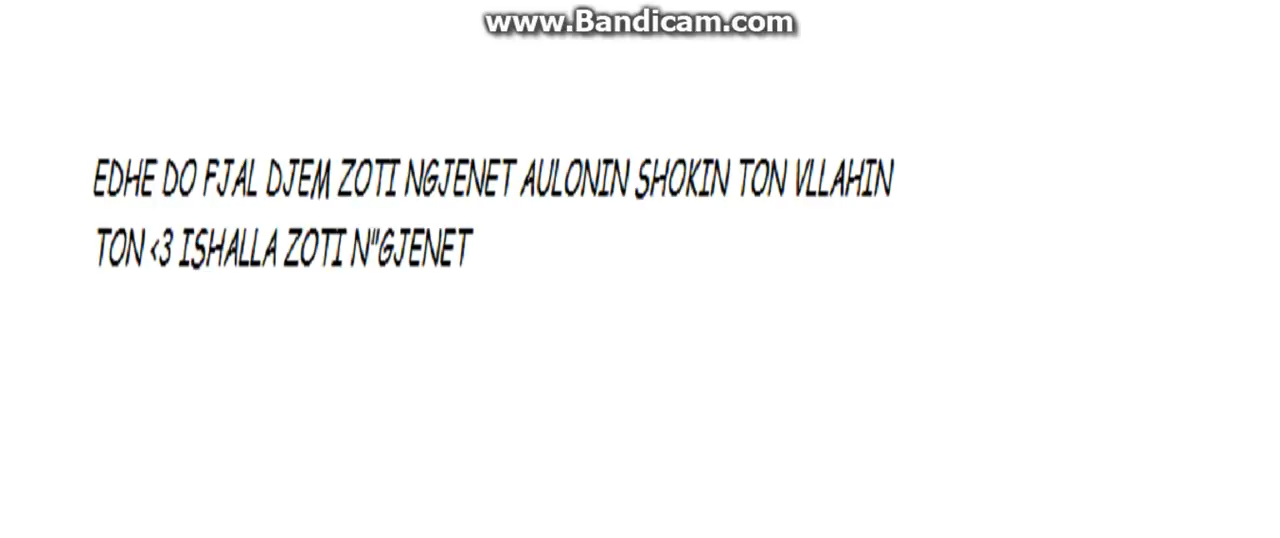 www.Bandicam.com
EDHE DO FJAL DJEM ZOTI NGJENET AULONIN SHOKIN TON VLLAHIN
TON <3 ISHALLA ZOTI N"GJENET